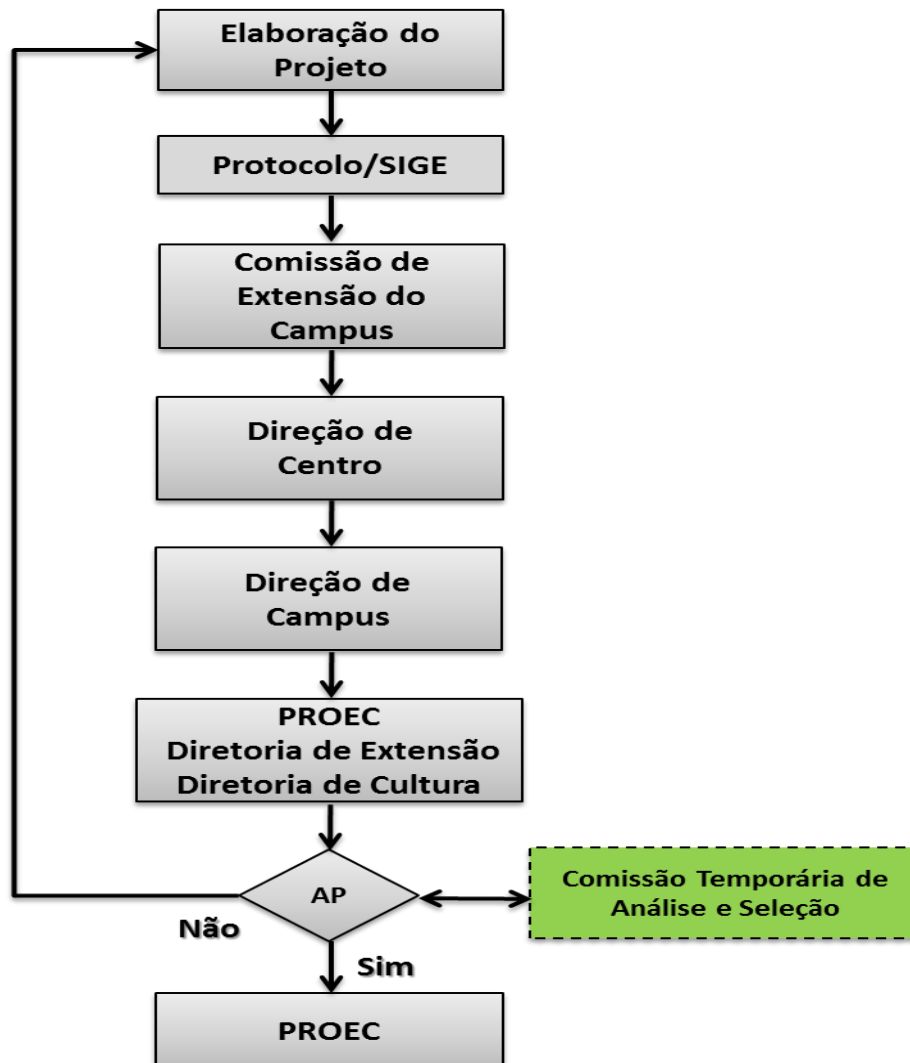 Elaboração do
Projeto
Protocolo/SIGE
Comissão de
Extensão do
Campus
Direção de
Centro
Direção de
Campus
PROEC
Diretoria de Extensão
Diretoria de Cultura
AP
Comissão Temporária de
Análise e Seleção
Não
Sim
PROEC